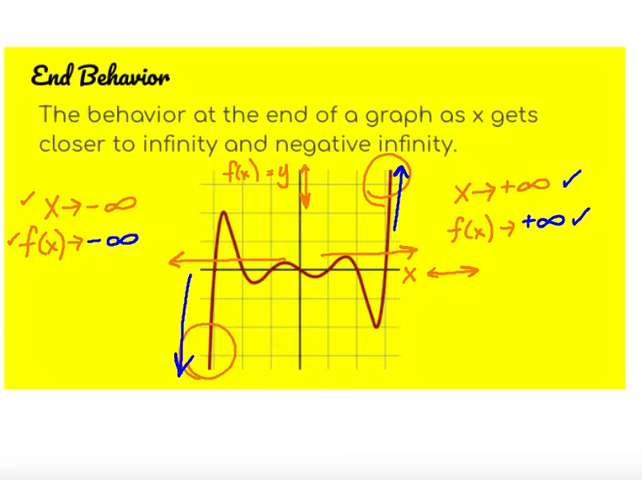 End Behavior
The behavior at the end of a graph as x gets
closer to infinity and negative infinity.
f(x) = y
x → -∞
f(x) → -∞
x → +∞
f(x) → +∞
x